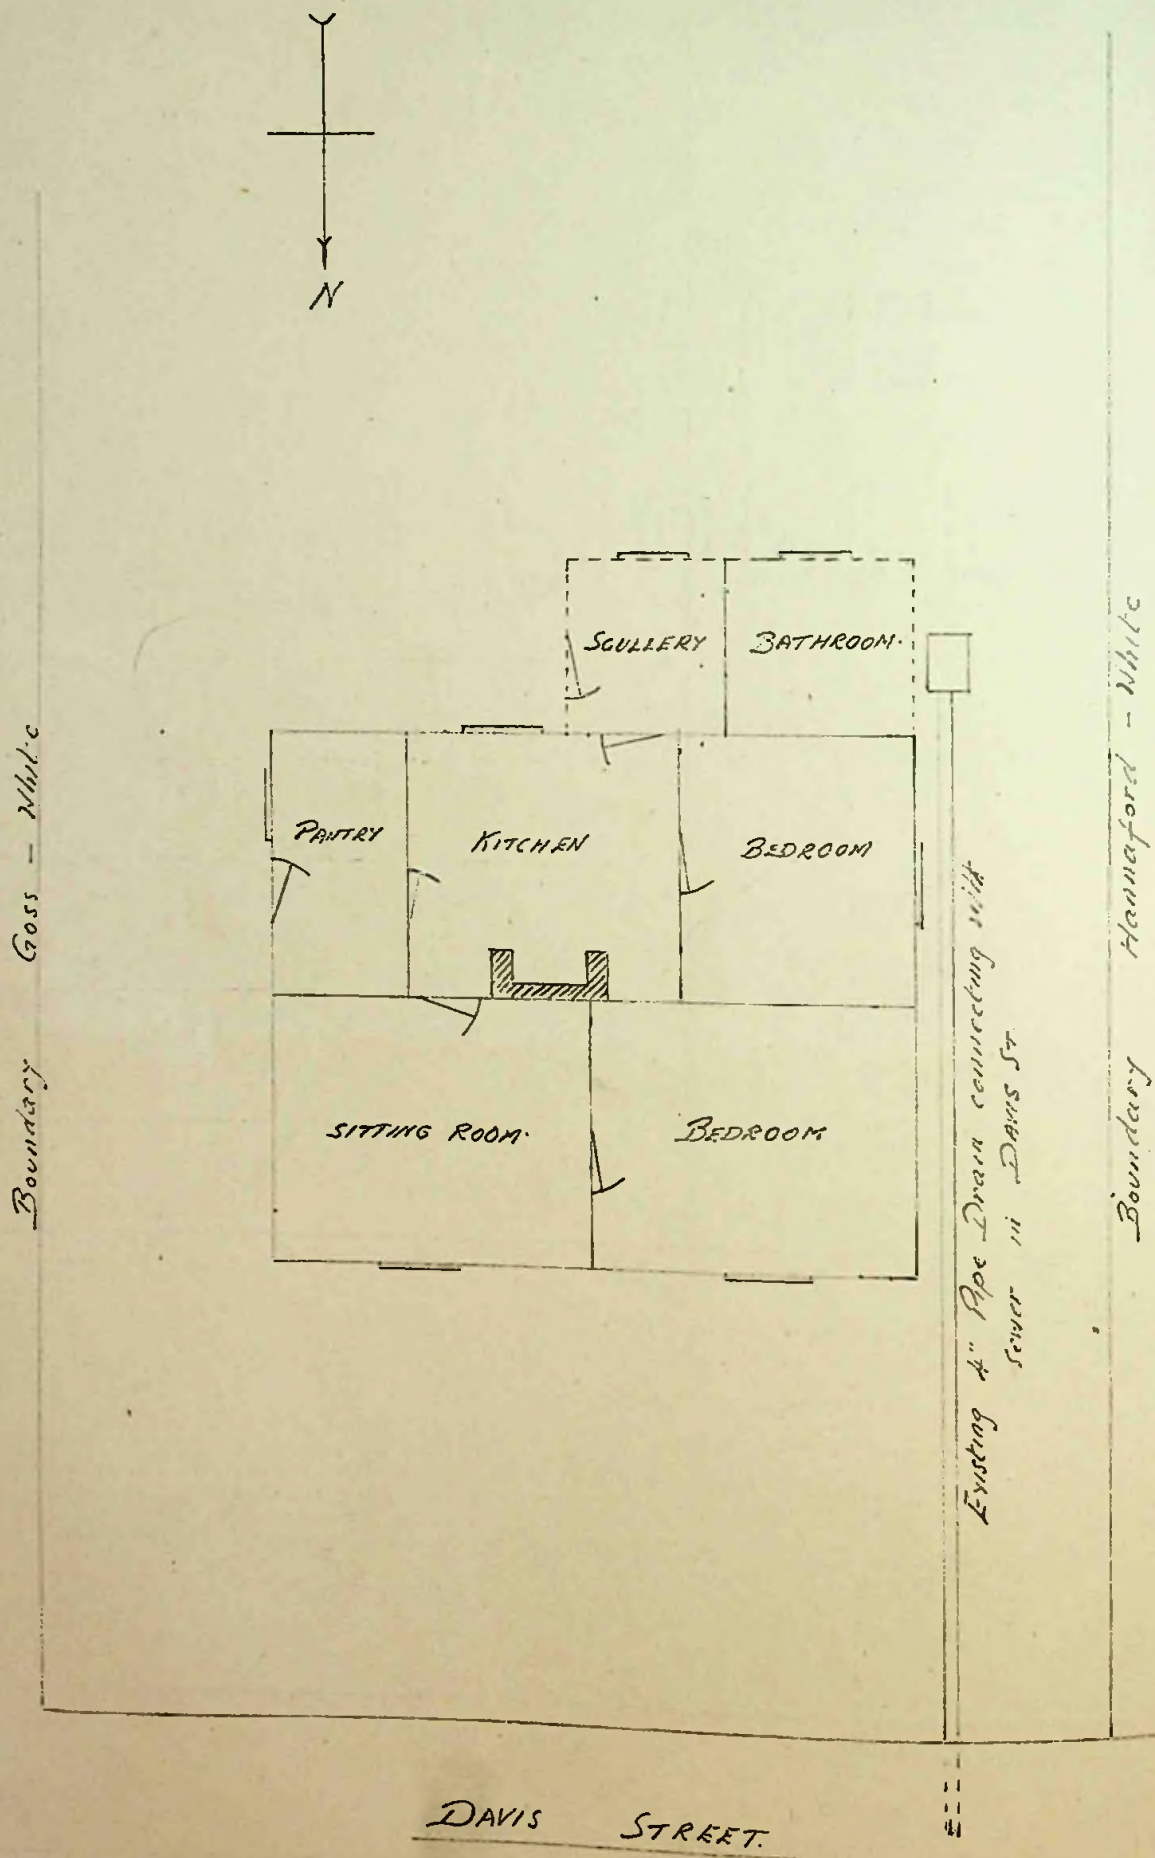 N
SCULLERY
BATHROOM.
PANTRY
KITCHEN
BEDROOM
SITTING ROOM.
BEDROOM
Boundary Goss - White
Existing 4" Pipe Drain connecting with
sewer in DAVIS ST
Boundary Hannaford - White
DAVIS STREET.